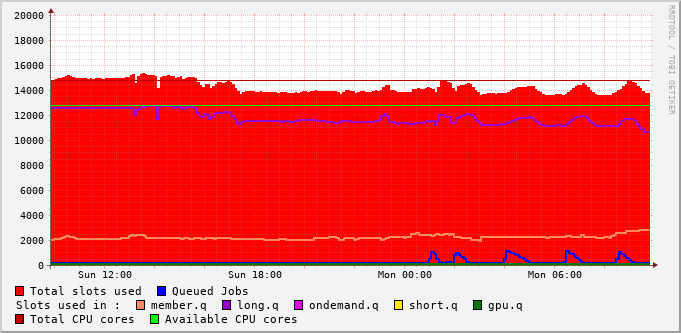 20000
18000
16000
14000
12000
10000
8000
6000
4000
2000
0
Sun 12:00 Sun 18:00 Mon 00:00 Mon 06:00
RRDTOOL / TOBI OETIKER
Total slots used Queued Jobs
Slots used in : member.q long.q ondemand.q short.q gpu.q
Total CPU cores Available CPU cores